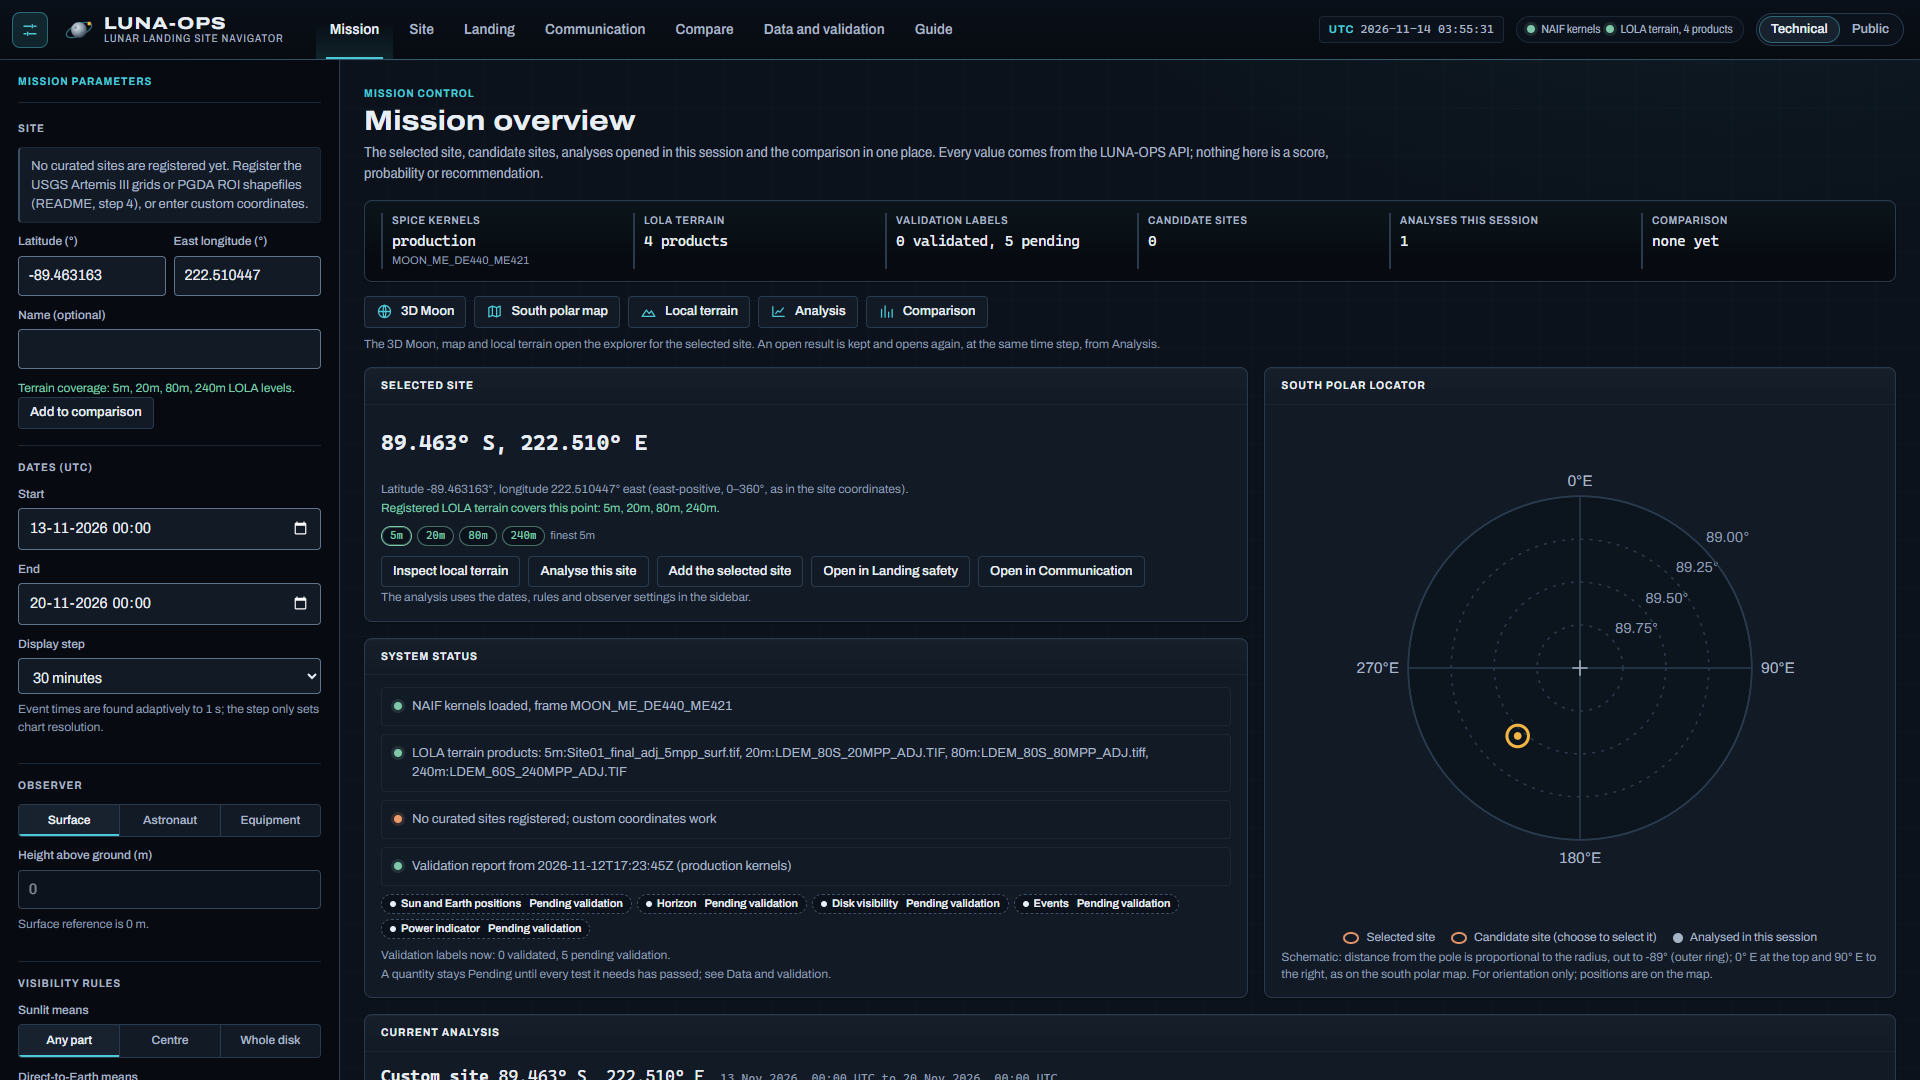 LUNA-OPS
LUNAR LANDING SITE NAVIGATOR
Mission
Site
Landing
Communication
Compare
Data and validation
Guide
UTC 2026-11-14 03:55:31
NAIF kernels
LOLA terrain, 4 products
Technical
Public
MISSION PARAMETERS
SITE
No curated sites are registered yet. Register the
USGS Artemis III grids or PGDA ROI shapefiles
(README, step 4), or enter custom coordinates.
Latitude (°)
East longitude (°)
-89.463163
222.510447
Name (optional)
Terrain coverage: 5m, 20m, 80m, 240m LOLA levels.
Add to comparison
DATES (UTC)
Start
13-11-2026 00:00
End
20-11-2026 00:00
Display step
30 minutes
Event times are found adaptively to 1 s; the step only sets
chart resolution.
OBSERVER
Surface
Astronaut
Equipment
Height above ground (m)
0
Surface reference is 0 m.
VISIBILITY RULES
Sunlit means
Any part
Centre
Whole disk
Direct-to-Earth means
MISSION CONTROL
Mission overview
The selected site, candidate sites, analyses opened in this session and the comparison in one place. Every value comes from the LUNA-OPS API; nothing here is a score,
probability or recommendation.
SPICE KERNELS
production
MOON_ME_DE440_ME421
LOLA TERRAIN
4 products
VALIDATION LABELS
0 validated, 5 pending
CANDIDATE SITES
0
ANALYSES THIS SESSION
1
COMPARISON
none yet
3D Moon
South polar map
Local terrain
Analysis
Comparison
The 3D Moon, map and local terrain open the explorer for the selected site. An open result is kept and opens again, at the same time step, from Analysis.
SELECTED SITE
89.463° S, 222.510° E
Latitude -89.463163°, longitude 222.510447° east (east-positive, 0–360°, as in the site coordinates).
Registered LOLA terrain covers this point: 5m, 20m, 80m, 240m.
5m
20m
80m
240m
finest 5m
Inspect local terrain
Analyse this site
Add the selected site
Open in Landing safety
Open in Communication
The analysis uses the dates, rules and observer settings in the sidebar.
SYSTEM STATUS
NAIF kernels loaded, frame MOON_ME_DE440_ME421
LOLA terrain products: 5m:Site01_final_adj_5mpp_surf.tif, 20m:LDEM_80S_20MPP_ADJ.TIF, 80m:LDEM_80S_80MPP_ADJ.tiff,
240m:LDEM_60S_240MPP_ADJ.TIF
No curated sites registered; custom coordinates work
Validation report from 2026-11-12T17:23:45Z (production kernels)
Sun and Earth positions Pending validation
Horizon Pending validation
Disk visibility Pending validation
Events Pending validation
Power indicator Pending validation
Validation labels now: 0 validated, 5 pending validation.
A quantity stays Pending until every test it needs has passed; see Data and validation.
SOUTH POLAR LOCATOR
0°E
89.00°
89.25°
89.50°
89.75°
270°E
90°E
180°E
Selected site
Candidate site (choose to select it)
Analysed in this session
Schematic: distance from the pole is proportional to the radius, out to -89° (outer ring); 0° E at the top and 90° E to
the right, as on the south polar map. For orientation only; positions are on the map.
CURRENT ANALYSIS
Custom site 89.463° S, 222.510° E 13 Nov 2026, 00:00 UTC to 20 Nov 2026, 00:00 UTC